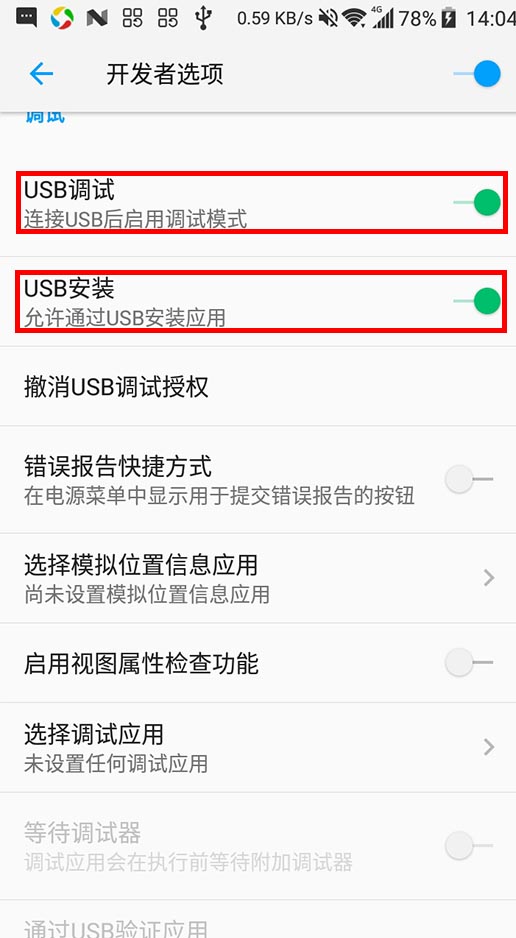 0.59 KB/s 4G 78% 14:04
开发者选项
调试
USB调试
连接USB后启用调试模式
USB安装
允许通过USB安装应用
撤消USB调试授权
错误报告快捷方式
在电源菜单中显示用于提交错误报告的按钮
选择模拟位置信息应用
尚未设置模拟位置信息应用
启用视图属性检查功能
选择调试应用
未设置任何调试应用
等待调试器
调试应用会在执行前等待附加调试器
通过USB验证应用